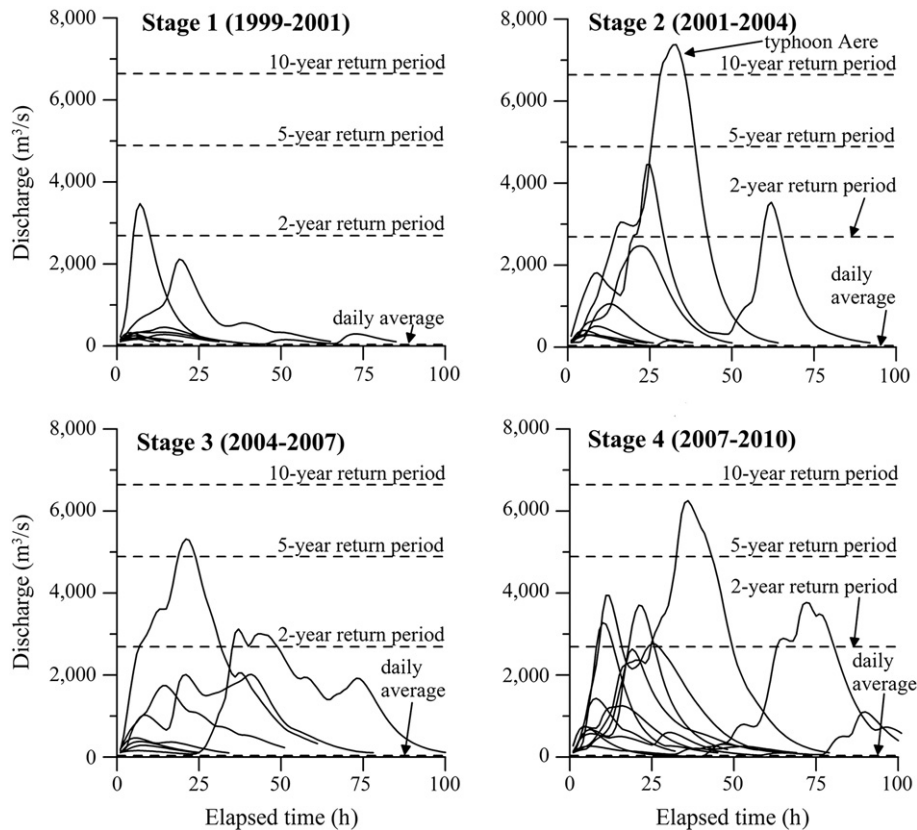 Stage 1 (1999-2001)
8,000
6,000
4,000
2,000
0
Discharge (m³/s)
10-year return period
5-year return period
2-year return period
daily average
0
25
50
75
100
Stage 2 (2001-2004)
8,000
6,000
4,000
2,000
0
typhoon Aere
10-year return period
5-year return period
2-year return period
daily
average
0
25
50
75
100
Stage 3 (2004-2007)
8,000
6,000
4,000
2,000
0
Discharge (m³/s)
10-year return period
5-year return period
2-year return period
daily
average
0
25
50
75
100
Elapsed time (h)
Stage 4 (2007-2010)
8,000
6,000
4,000
2,000
0
10-year return period
5-year return period
2-year return period
daily
average
0
25
50
75
100
Elapsed time (h)